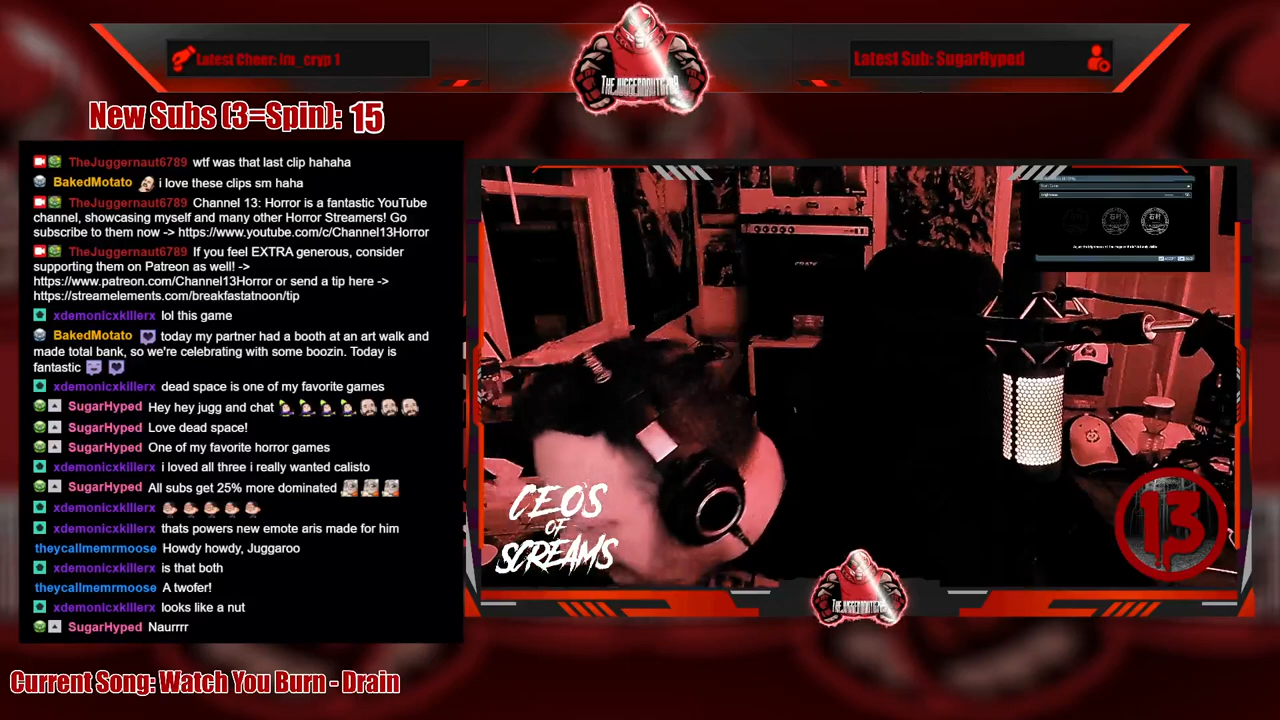 Latest Cheer: im_cryp 1
THEJUGGERNAUT6789
Latest Sub: SugarHyped
New Subs (3=Spin): 15
TheJuggernaut6789 wtf was that last clip hahaha
BakedMotato i love these clips sm haha
TheJuggernaut6789 Channel 13: Horror is a fantastic YouTube
channel, showcasing myself and many other Horror Streamers! Go
subscribe to them now -> https://www.youtube.com/c/Channel13Horror
TheJuggernaut6789 If you feel EXTRA generous, consider
supporting them on Patreon as well! ->
https://www.patreon.com/Channel13Horror or send a tip here ->
https://streamelements.com/breakfastatnoon/tip
xdemonicxkillerx lol this game
BakedMotato today my partner had a booth at an art walk and
made total bank, so we're celebrating with some boozin. Today is
fantastic
xdemonicxkillerx dead space is one of my favorite games
SugarHyped Hey hey jugg and chat
SugarHyped Love dead space!
SugarHyped One of my favorite horror games
xdemonicxkillerx i loved all three i really wanted calisto
SugarHyped All subs get 25% more dominated
xdemonicxkillerx
xdemonicxkillerx thats powers new emote aris made for him
theycallmemrmoose Howdy howdy, Juggaroo
xdemonicxkillerx is that both
theycallmemrmoose A twofer!
xdemonicxkillerx looks like a nut
SugarHyped Naurrrr
Current Song: Watch You Burn - Drain
CRATE
CEO'S
OF
SCREAMS
13
THEJUGGERNAUT6789